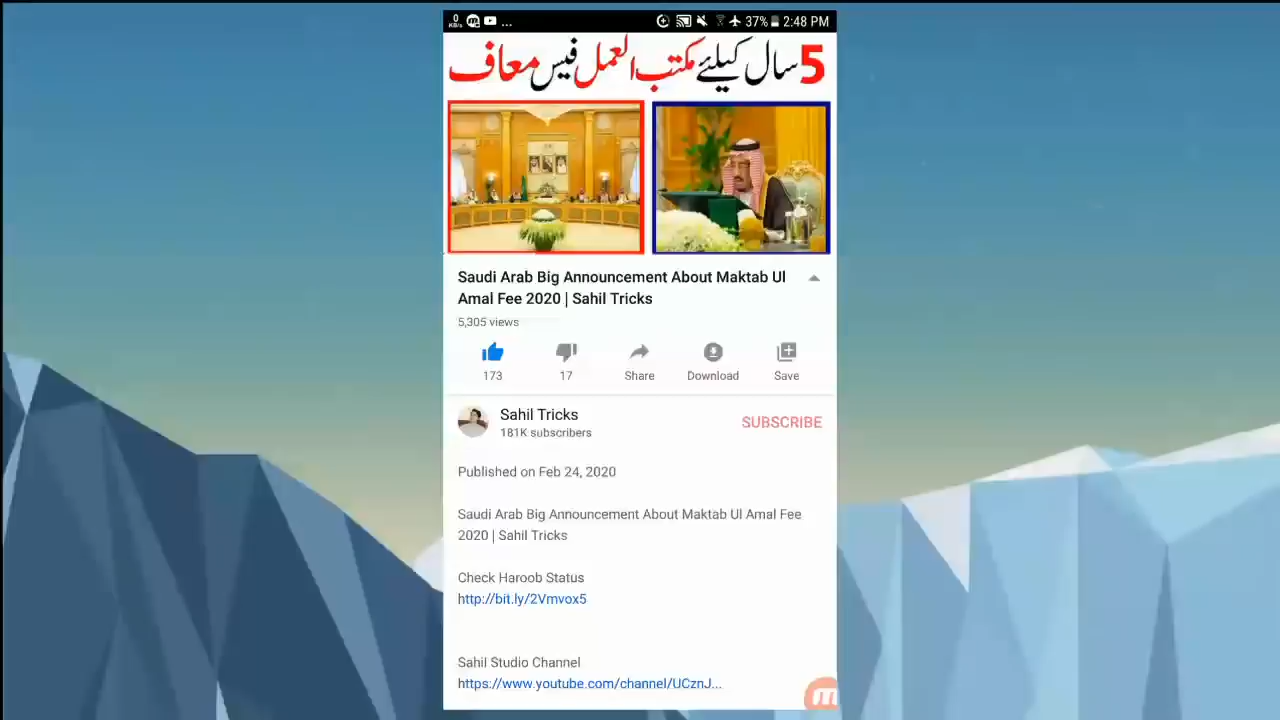 0
KB/s ... 37% 2:48 PM
5 سال کیلئے مکتب العمل فیس معاف
Saudi Arab Big Announcement About Maktab Ul
Amal Fee 2020 | Sahil Tricks
5,305 views
173 17 Share Download Save
Sahil Tricks
181K subscribers
SUBSCRIBE
Published on Feb 24, 2020
Saudi Arab Big Announcement About Maktab Ul Amal Fee
2020 | Sahil Tricks
Check Haroob Status
http://bit.ly/2Vmvox5
Sahil Studio Channel
https://www.youtube.com/channel/UCznJ...